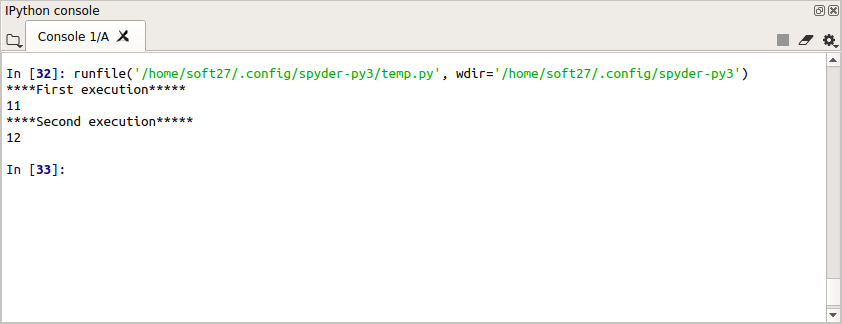 IPython console
Console 1/A
In [32]: runfile('/home/soft27/.config/spyder-py3/temp.py', wdir='/home/soft27/.config/spyder-py3')
****First execution*****
11
****Second execution*****
12
In [33]: